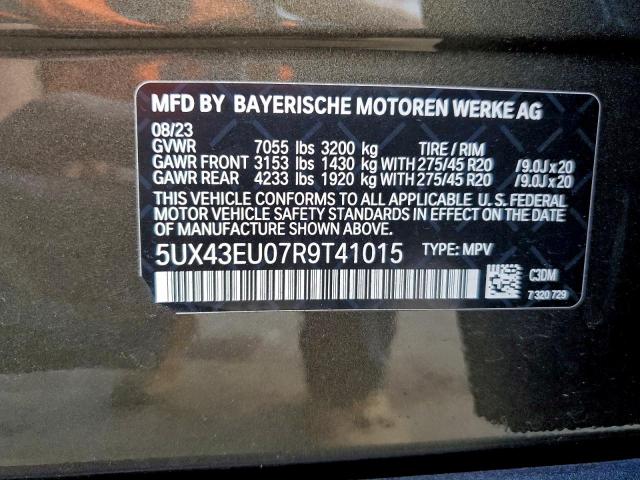 MFD BY BAYERISCHE MOTOREN WERKE AG
08/23
GVWR 7055 lbs 3200 kg TIRE / RIM
GAWR FRONT 3153 lbs 1430 kg WITH 275/45 R20 /9.0J x 20
GAWR REAR 4233 lbs 1920 kg WITH 275/45 R20 /9.0J x 20
THIS VEHICLE CONFORMS TO ALL APPLICABLE U. S. FEDERAL
MOTOR VEHICLE SAFETY STANDARDS IN EFFECT ON THE DATE
OF MANUFACTURE SHOWN ABOVE.
5UX43EU07R9T41015 TYPE: MPV
C3DM
7 320 729